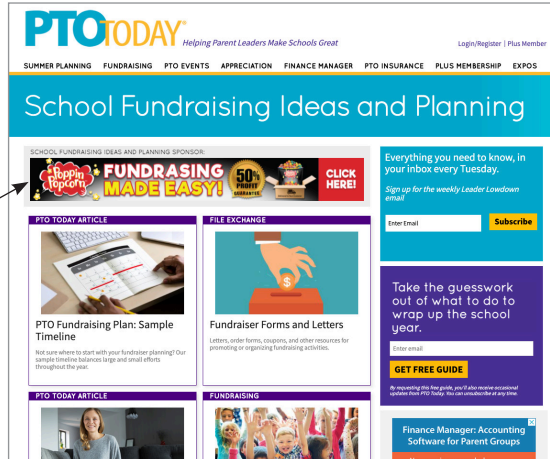 PTOTODAY®
Helping Parent Leaders Make Schools Great
Login/Register | Plus Member
SUMMER PLANNING FUNDRAISING PTO EVENTS APPRECIATION FINANCE MANAGER PTO INSURANCE PLUS MEMBERSHIP EXPOS
School Fundraising Ideas and Planning
SCHOOL FUNDRAISING IDEAS AND PLANNING SPONSOR:
Poppin Popcorn
FUNDRASING
MADE EASY!
50%
PROFIT
GUARANTEED
CLICK
HERE!
PTO TODAY ARTICLE
PTO Fundraising Plan: Sample
Timeline
Not sure where to start with your fundraiser planning? Our
sample timeline balances large and small efforts
throughout the year.
FILE EXCHANGE
$
Fundraiser Forms and Letters
Letters, order forms, coupons, and other resources for
promoting or organizing fundraising activities.
PTO TODAY ARTICLE
FUNDRAISING
Everything you need to know, in
your inbox every Tuesday.
Sign up for the weekly Leader Lowdown
email
Enter Email
Subscribe
Take the guesswork
out of what to do to
wrap up the school
year.
Enter email
GET FREE GUIDE
By requesting this free guide, you'll also receive occasional
updates from PTO Today. You can unsubscribe at any time.
Finance Manager: Accounting
Software for Parent Groups